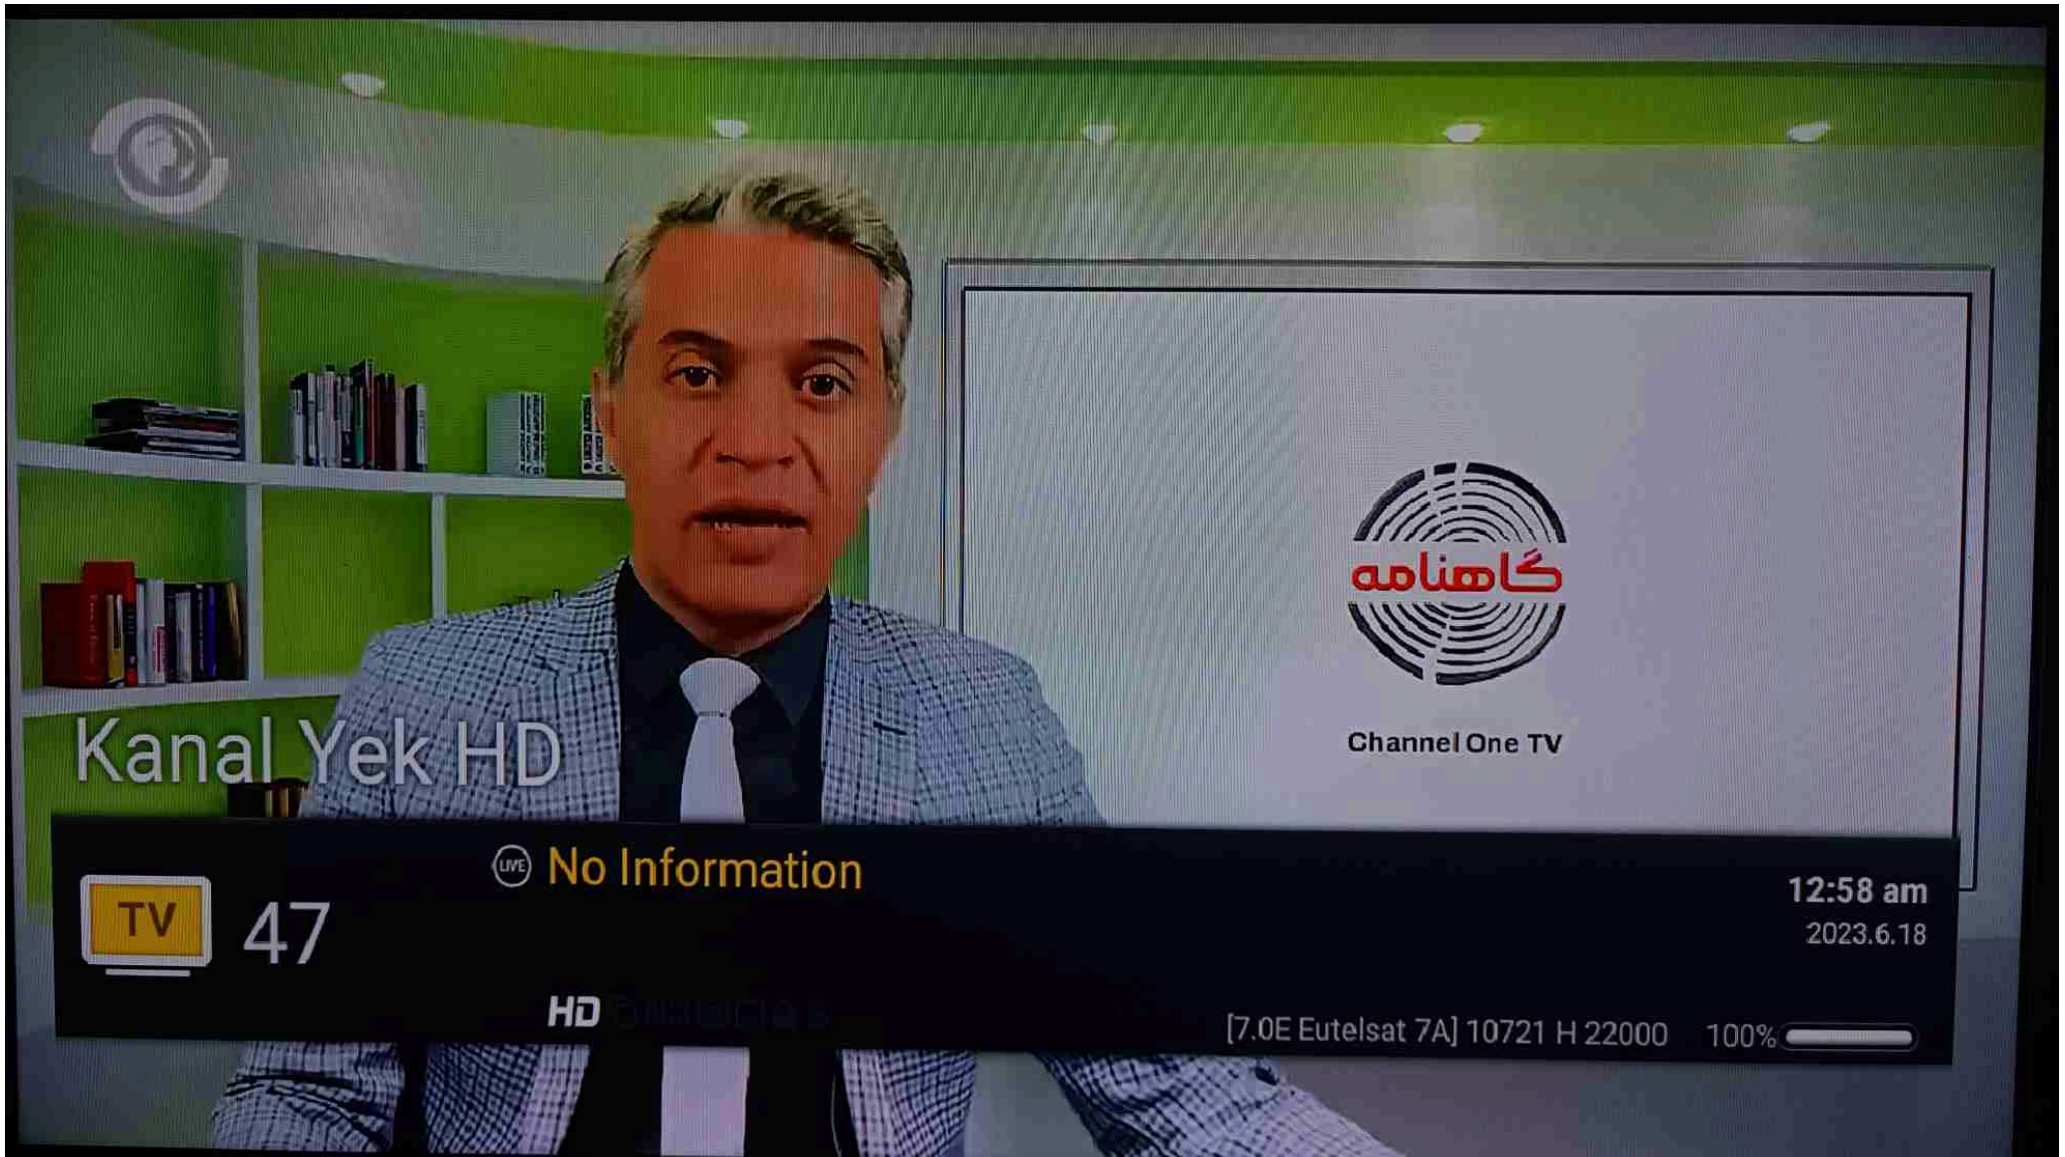 گاهنامه
Channel One TV
Kanal Yek HD
LIVE No Information
TV 47
12:58 am
2023.6.18
HD
[7.0E Eutelsat 7A] 10721 H 22000 100%